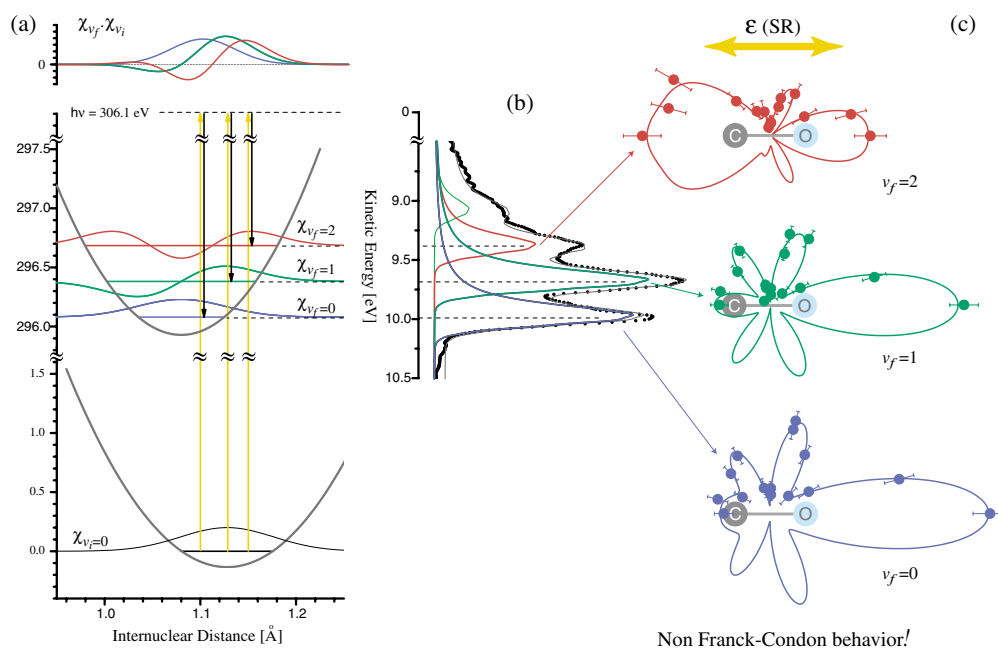 (a)
χvf·χvi
0
hν = 306.1 eV
297.5
297.0
296.5
296.0
1.5
1.0
0.5
0.0
χvf=2
χvf=1
χvf=0
χvi=0
1.0
1.1
1.2
Internuclear Distance [Å]
(b)
0
9.0
9.5
10.0
10.5
Kinetic Energy [eV]
ε (SR)
(c)
C
O
vf=2
C
O
vf=1
C
O
vf=0
Non Franck-Condon behavior!